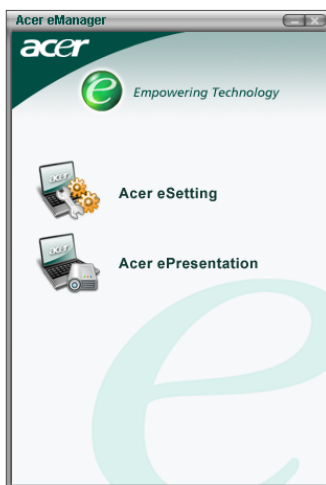 Acer eManager
acer
e Empowering Technology
Acer eSetting
Acer ePresentation
e